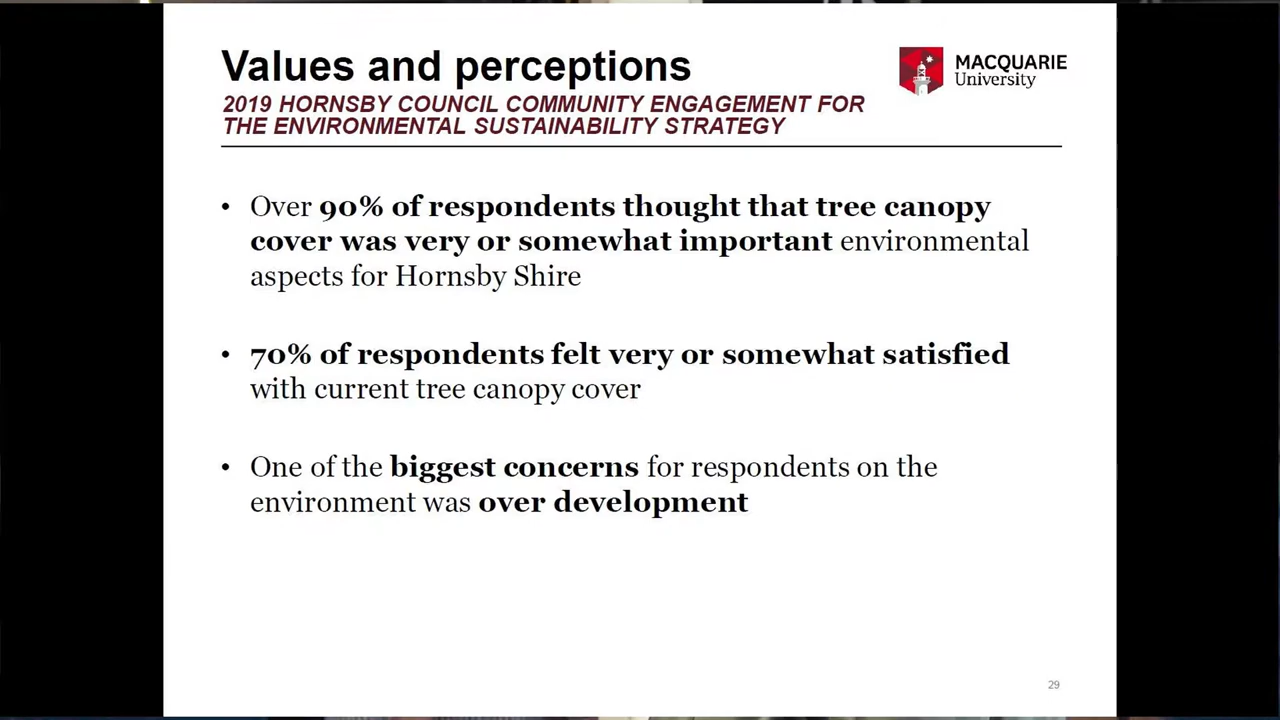 Values and perceptions
2019 HORNSBY COUNCIL COMMUNITY ENGAGEMENT FOR
THE ENVIRONMENTAL SUSTAINABILITY STRATEGY
MACQUARIE
University
• Over 90% of respondents thought that tree canopy
cover was very or somewhat important environmental
aspects for Hornsby Shire
• 70% of respondents felt very or somewhat satisfied
with current tree canopy cover
• One of the biggest concerns for respondents on the
environment was over development
29